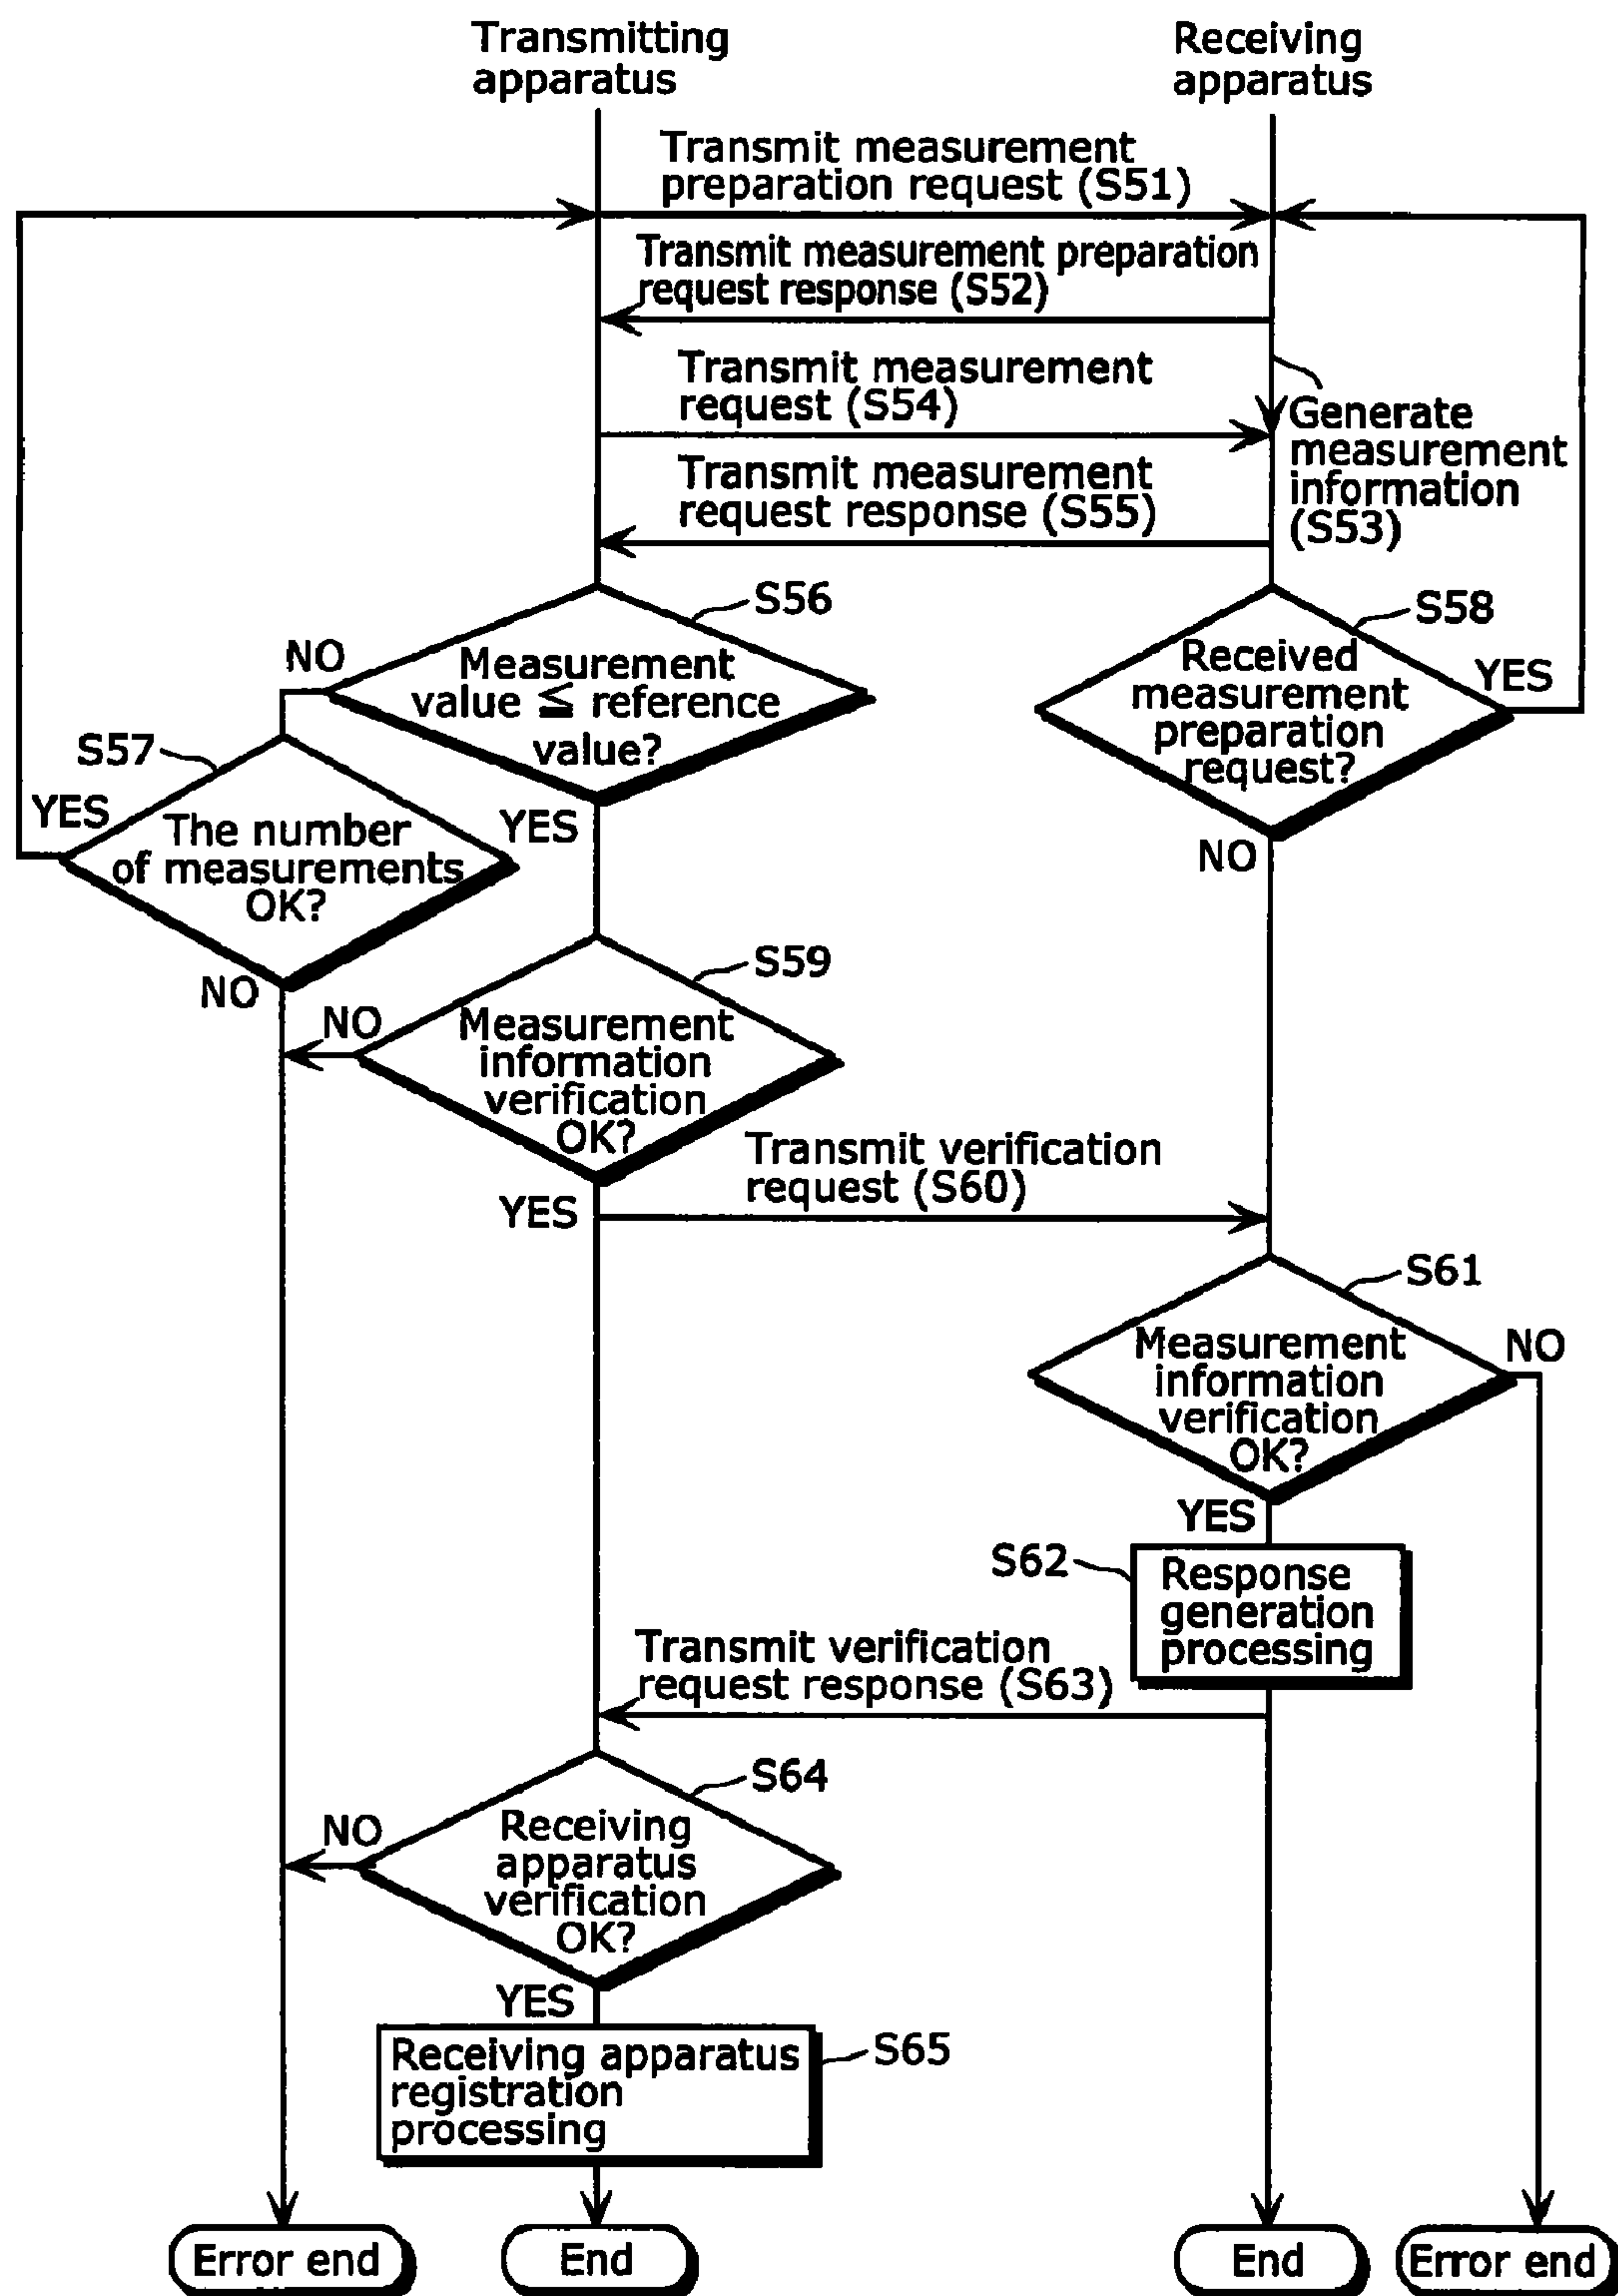 Transmitting
apparatus
Receiving
apparatus
Transmit measurement
preparation request (S51)
Transmit measurement preparation
request response (S52)
Transmit measurement
request (S54)
Generate
measurement
information
(S53)
Transmit measurement
request response (S55)
S56
NO
Measurement
value ≦ reference
value?
YES
S58
Received
measurement
preparation
request?
YES
NO
S57
YES
The number
of measurements
OK?
NO
S59
NO
Measurement
information
verification
OK?
YES
Transmit verification
request (S60)
S61
Measurement
information
verification
OK?
NO
YES
S62
Response
generation
processing
Transmit verification
request response (S63)
S64
NO
Receiving
apparatus
verification
OK?
YES
Receiving apparatus
registration
processing
S65
Error end
End
End
Error end